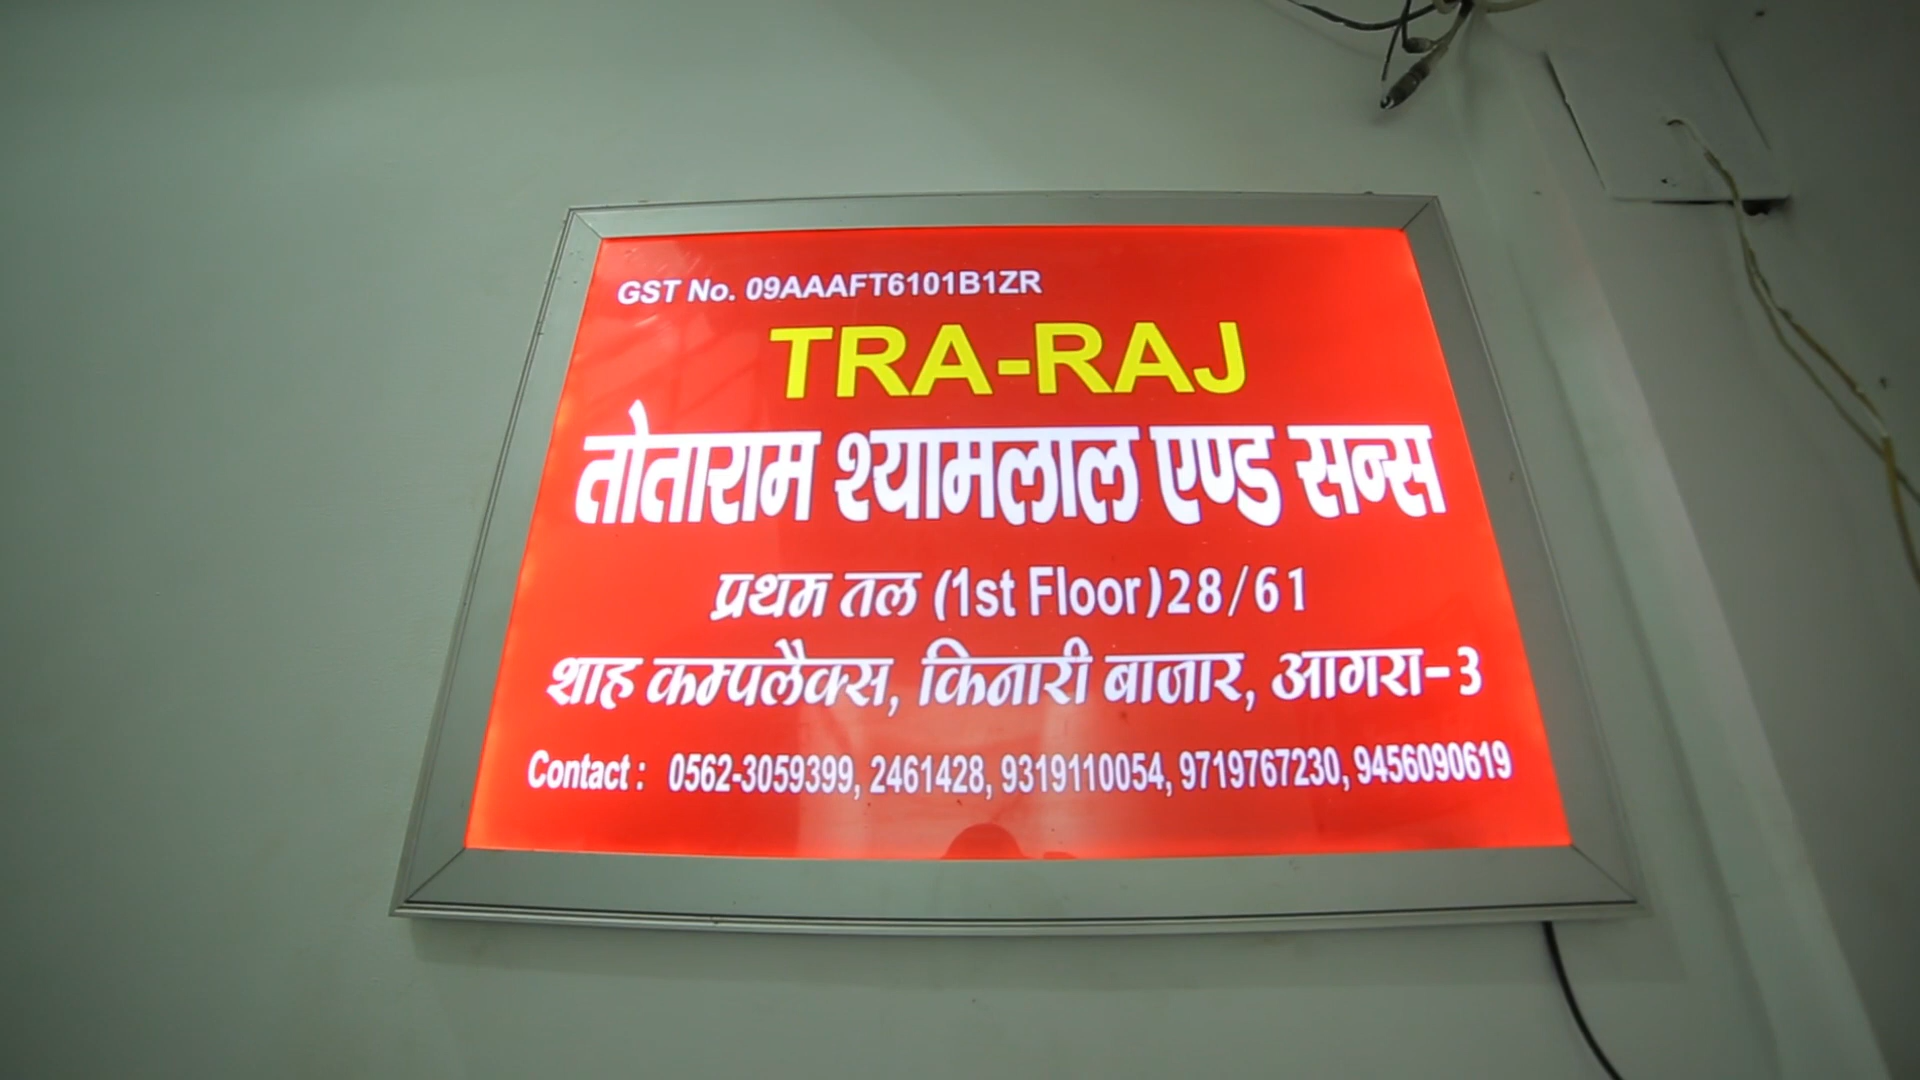 GST No. 09AAAFT6101B1ZR
TRA-RAJ
तोताराम श्यामलाल एण्ड सन्स
प्रथम तल (1st Floor)28/61
शाह कम्पलैक्स, किनारी बाजार, आगरा-3
Contact : 0562-3059399, 2461428, 9319110054, 9719767230, 9456090619